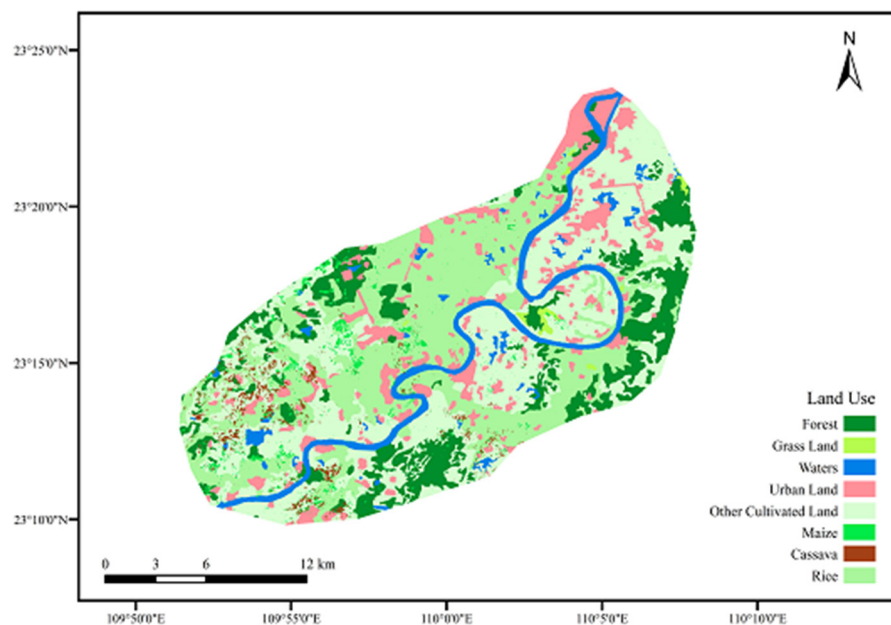 23°25'0"N
N
23°20'0"N
23°15'0"N
Land Use
Forest
Grass Land
Waters
Urban Land
23°10'0"N
Other Cultivated Land
Maize
0 3 6 12 km
Cassava
Rice
109°50'0"E 109°55'0"E 110°0'0"E 110°5'0"E 110°10'0"E